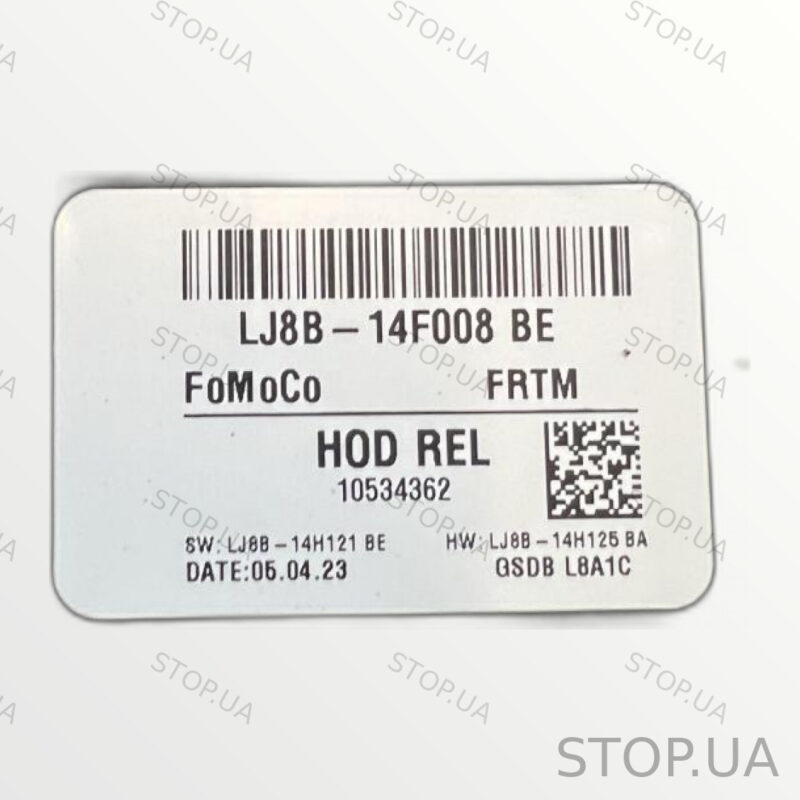 LJ8B-14F008 BE
FoMoCo FRTM
HOD REL
10534362
SW: LJ8B-14H121 BE HW: LJ8B-14H125 BA
DATE:05.04.23 GSDB L8A1C
STOP.UA